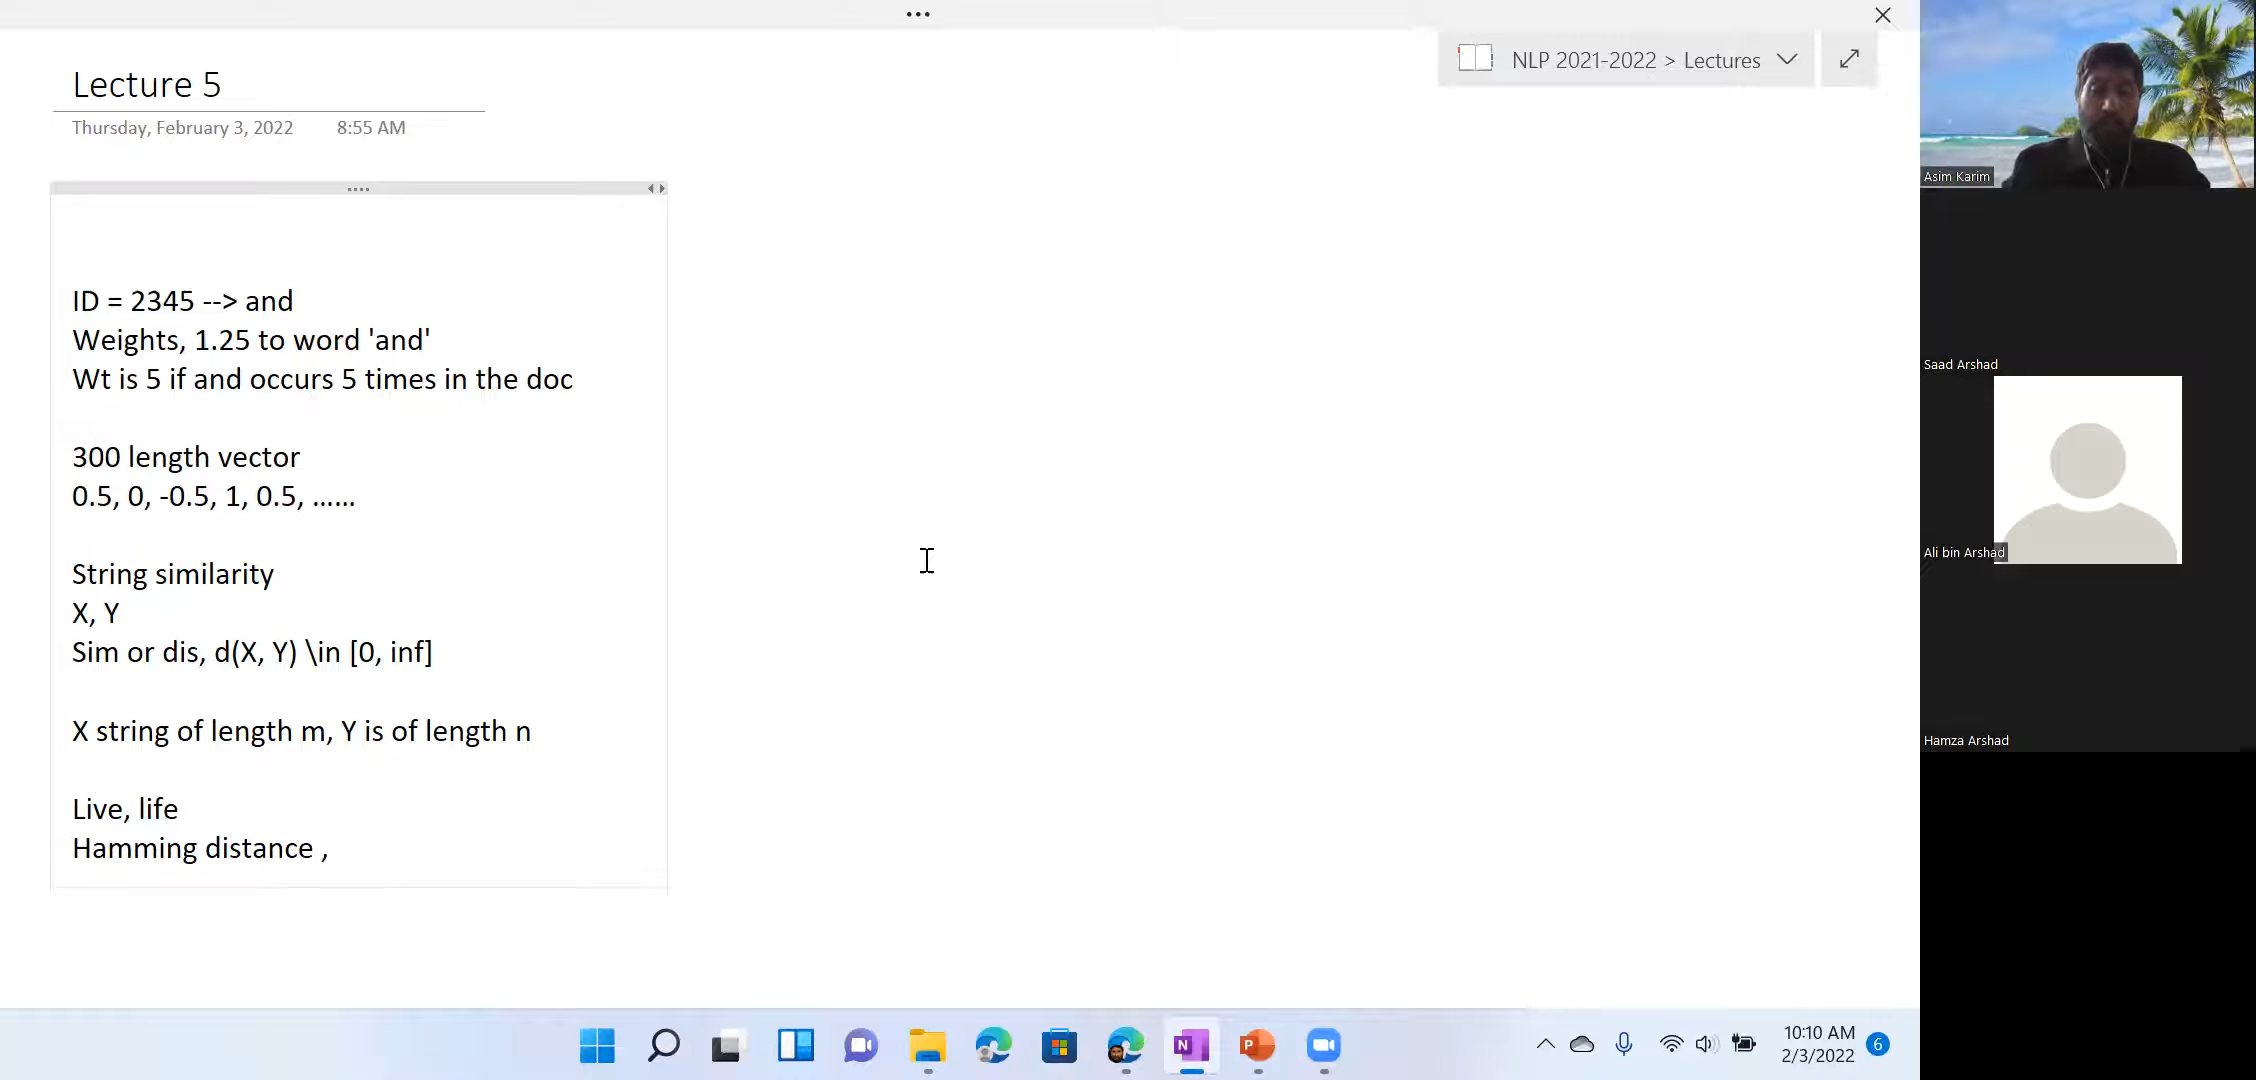 Lecture 5
Thursday, February 3, 2022 8:55 AM
NLP 2021-2022 > Lectures
ID = 2345 --> and
Weights, 1.25 to word 'and'
Wt is 5 if and occurs 5 times in the doc
300 length vector
0.5, 0, -0.5, 1, 0.5, ......
String similarity
X, Y
Sim or dis, d(X, Y) \in [0, inf]
X string of length m, Y is of length n
Live, life
Hamming distance ,
Asim Karim
Saad Arshad
Ali bin Arshad
Hamza Arshad
N
P
10:10 AM
2/3/2022
6